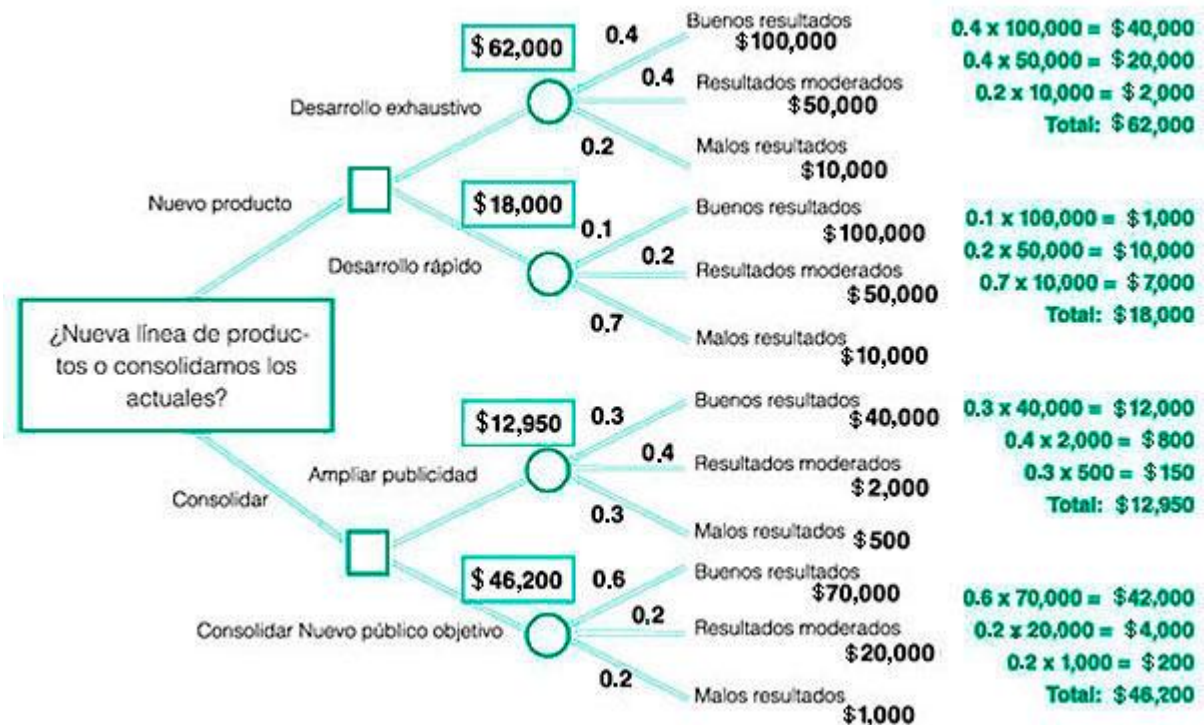 $62,000
0.4
Buenos resultados
$100,000
0.4
Resultados moderados
$50,000
Desarrollo exhaustivo
0.2
Malos resultados
$10,000
0.4 x 100,000 = $40,000
0.4 x 50,000 = $20,000
0.2 x 10,000 = $2,000
Total: $62,000
Nuevo producto
$18,000
0.1
Buenos resultados
$100,000
0.2
Resultados moderados
$50,000
Desarrollo rápido
0.7
Malos resultados
$10,000
0.1 x 100,000 = $1,000
0.2 x 50,000 = $10,000
0.7 x 10,000 = $7,000
Total: $18,000
¿Nueva línea de produc-
tos o consolidamos los
actuales?
$12,950
0.3
Buenos resultados
$40,000
0.4
Resultados moderados
$2,000
Ampliar publicidad
0.3
Malos resultados $500
0.3 x 40,000 = $12,000
0.4 x 2,000 = $800
0.3 x 500 = $150
Total: $12,950
Consolidar
$46,200
0.6
Buenos resultados
$70,000
0.2
Resultados moderados
$20,000
Consolidar Nuevo público objetivo
0.2
Malos resultados
$1,000
0.6 x 70,000 = $42,000
0.2 x 20,000 = $4,000
0.2 x 1,000 = $200
Total: $46,200